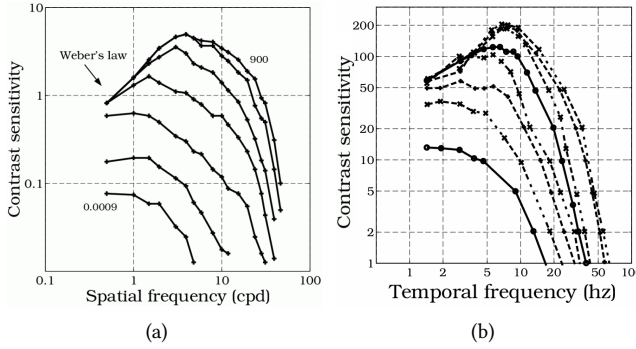 10
Weber's law
900
1
0.1
0.0009
0.1 1 10 100
Contrast sensitivity
Spatial frequency (cpd)
(a)
200
100
50
20
10
5
2
1
1 2 5 10 20 50 10
Contrast sensitivity
Temporal frequency (hz)
(b)